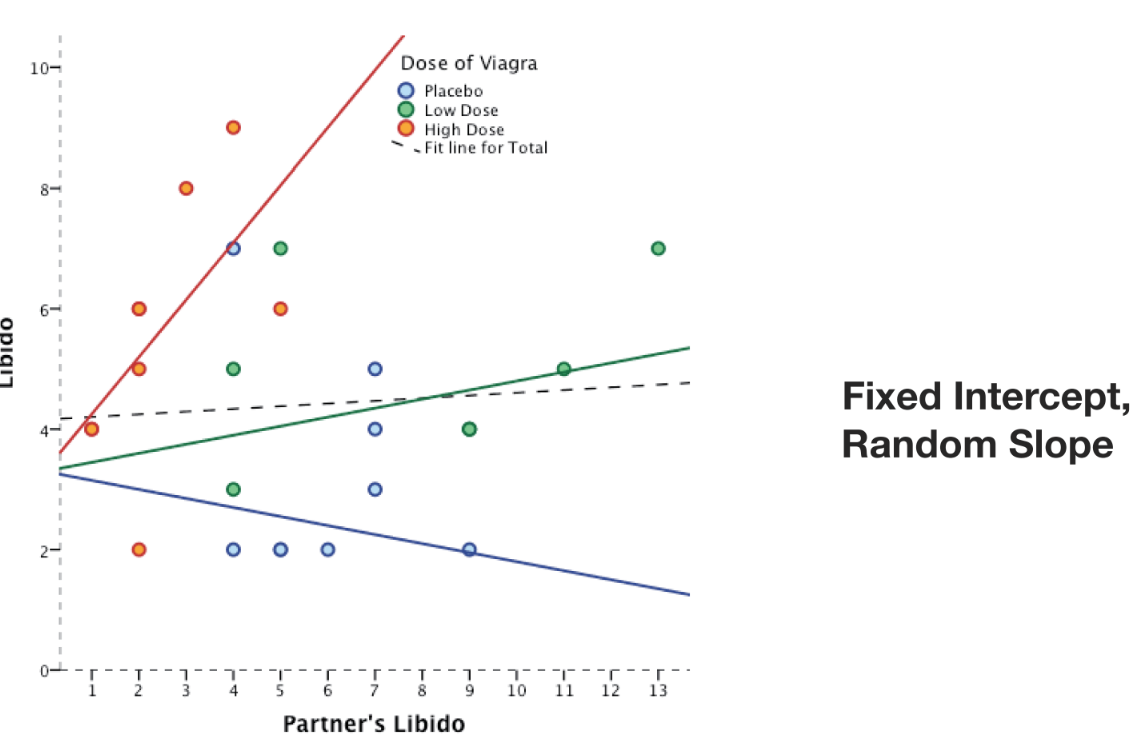 10
8
6
4
2
0
Libido
Dose of Viagra
Placebo
Low Dose
High Dose
Fit line for Total
1 2 3 4 5 6 7 8 9 10 11 12 13
Partner's Libido
Fixed Intercept,
Random Slope